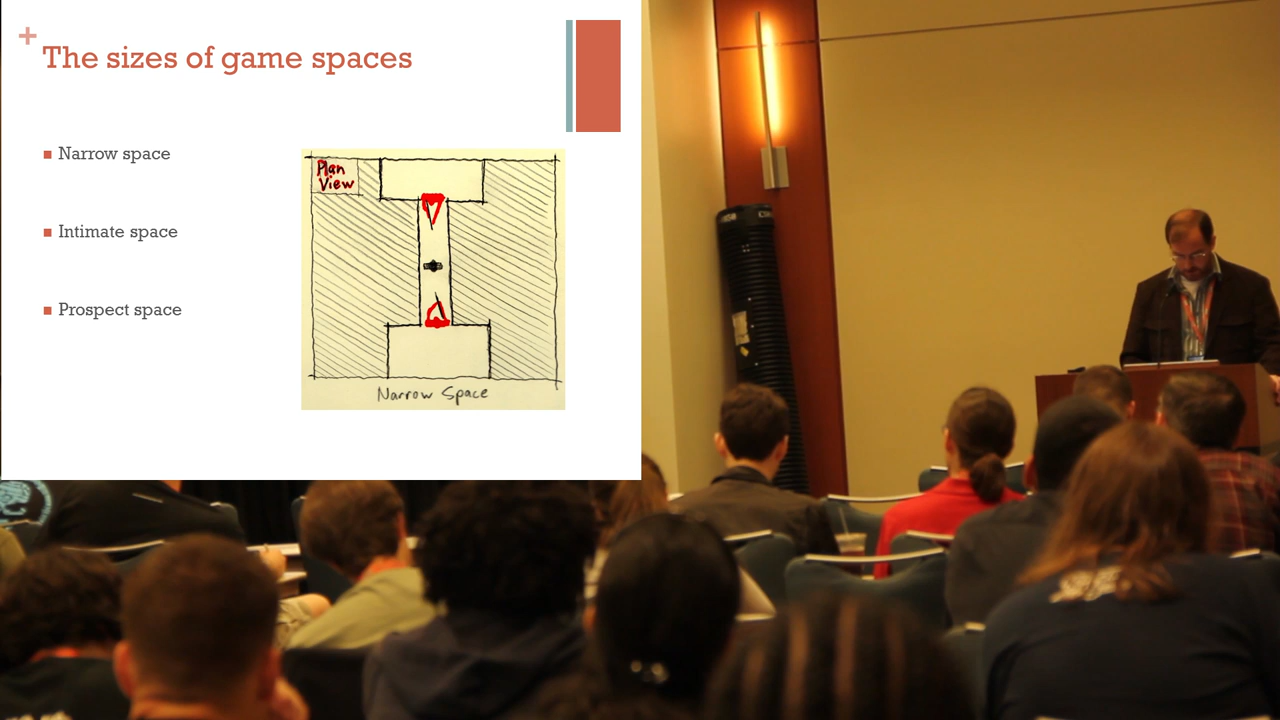 The sizes of game spaces
Narrow space
Intimate space
Prospect space
Plan
View
Narrow Space